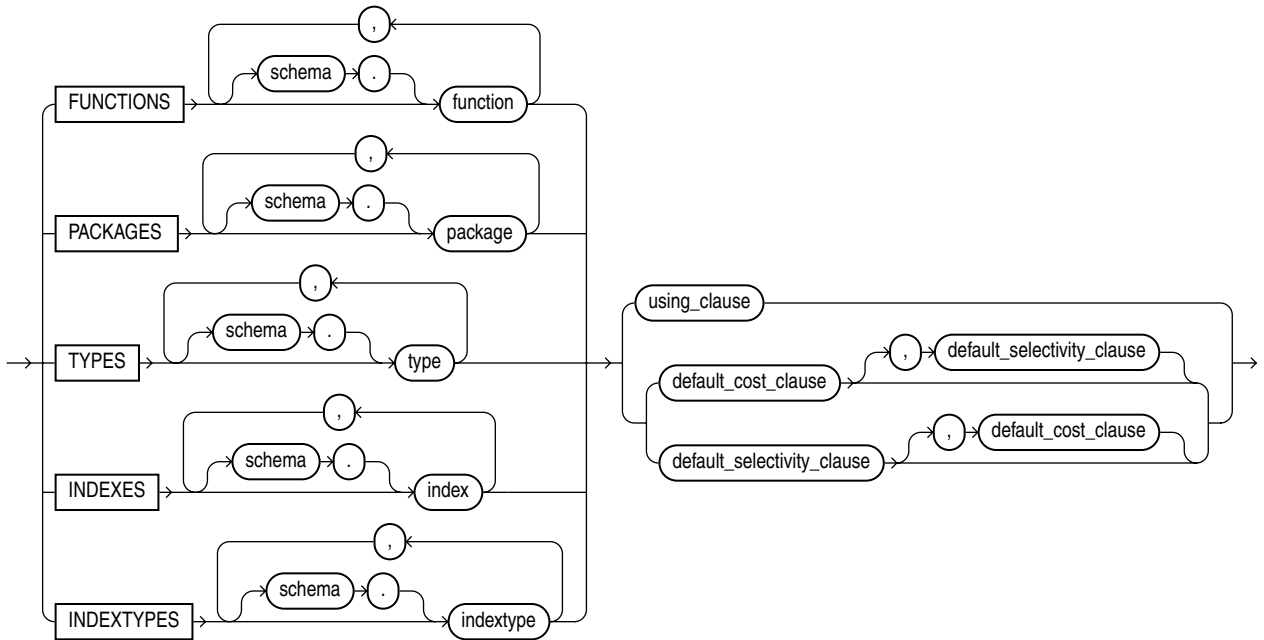 ,
schema .
FUNCTIONS function
,
schema .
PACKAGES package
,
schema .
TYPES type
,
schema .
INDEXES index
,
schema .
INDEXTYPES indextype
using_clause
, default_selectivity_clause
default_cost_clause
, default_cost_clause
default_selectivity_clause